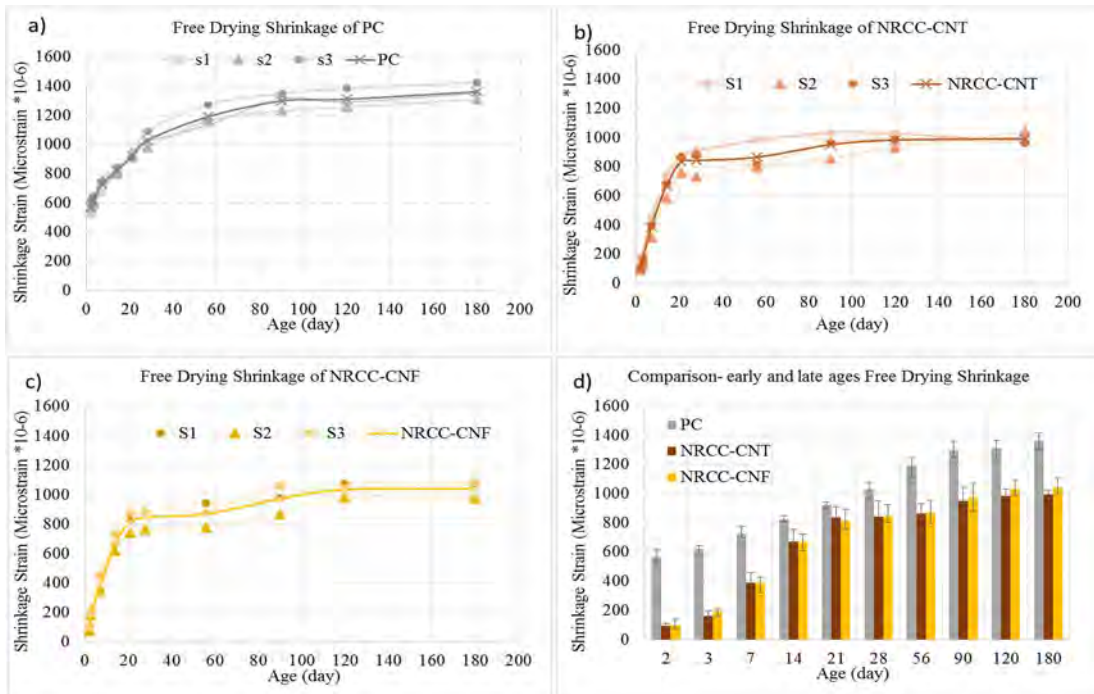 a)
Free Drying Shrinkage of PC
s1 s2 s3 PC
Shrinkage Strain (Microstrain *10-6)
1600
1400
1200
1000
800
600
400
200
0
0 20 40 60 80 100 120 140 160 180 200
Age (day)
b)
Free Drying Shrinkage of NRCC-CNT
S1 S2 S3 NRCC-CNT
Shrinkage Strain (Microstrain *10-6)
1600
1400
1200
1000
800
600
400
200
0
0 20 40 60 80 100 120 140 160 180 200
Age (day)
c)
Free Drying Shrinkage of NRCC-CNF
S1 S2 S3 NRCC-CNF
Shrinkage Strain (Microstrain *10-6)
1600
1400
1200
1000
800
600
400
200
0
0 20 40 60 80 100 120 140 160 180 200
Age (day)
d)
Comparison- early and late ages Free Drying Shrinkage
PC
NRCC-CNT
NRCC-CNF
Shrinkage Strain (Microstrain *10-6)
1600
1400
1200
1000
800
600
400
200
0
2 3 7 14 21 28 56 90 120 180
Age (day)